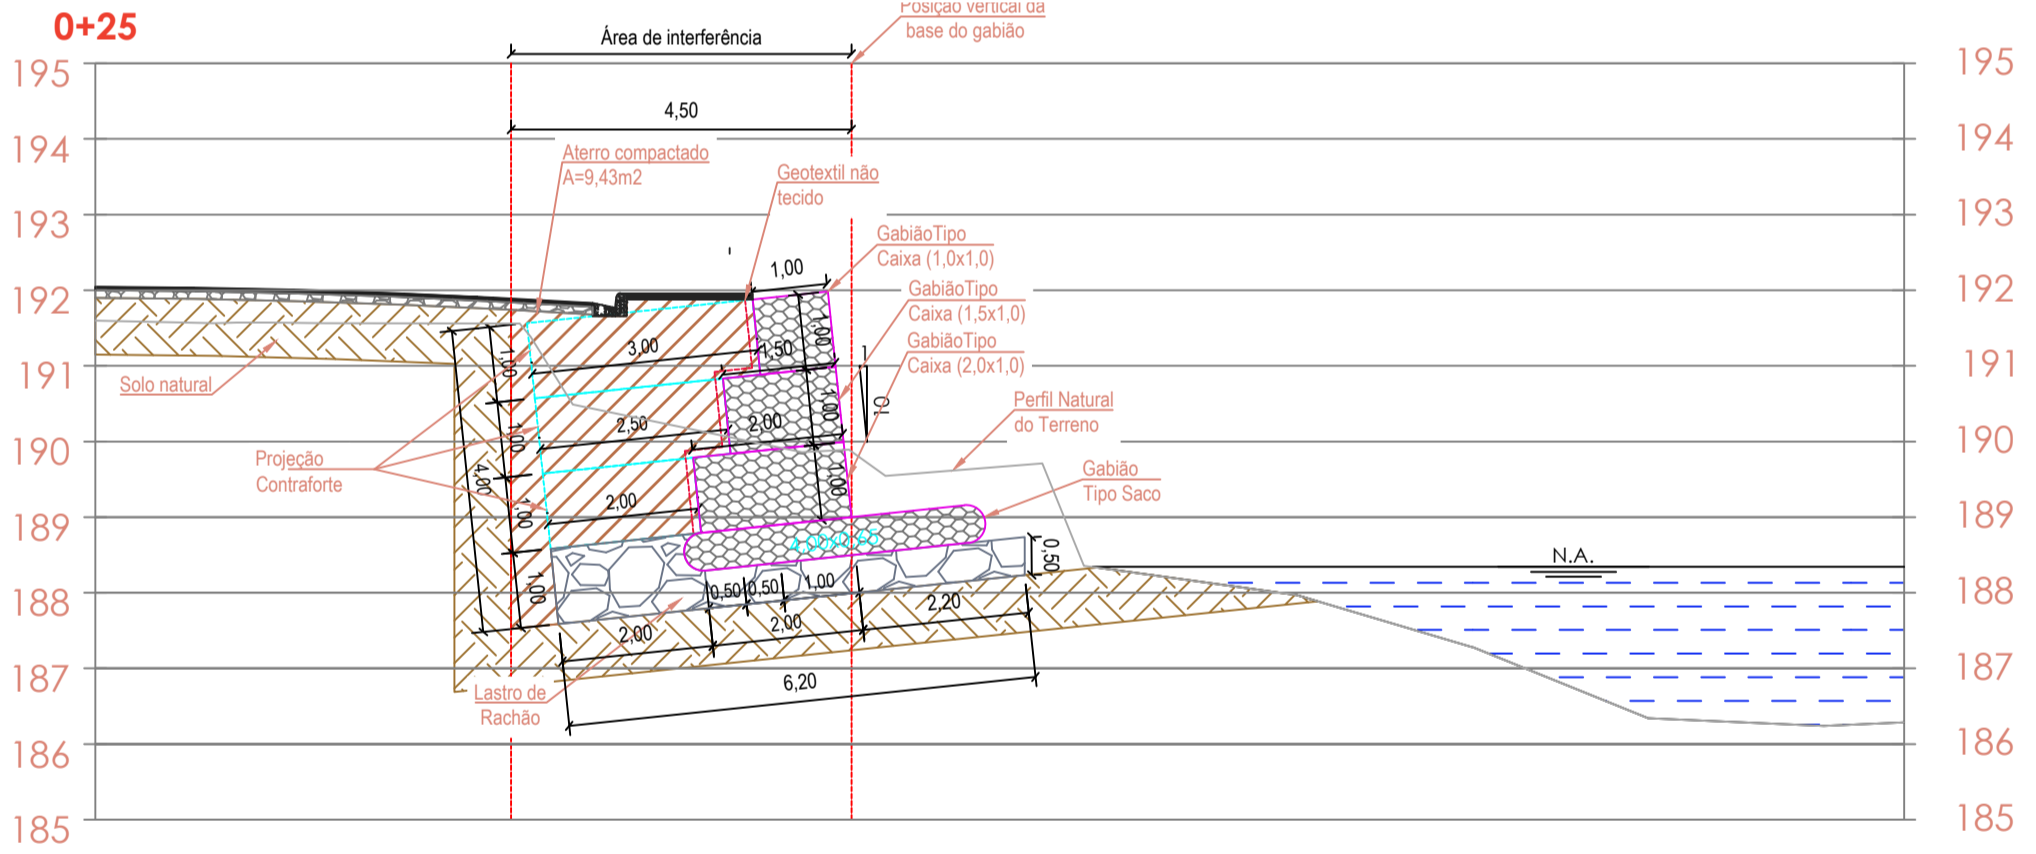 Posição vertical da
base do gabião
0+25
Área de interferência
195
195
4,50
194
194
Aterro compactado
A=9,43m2
Geotextil não
tecido
193
193
GabiãoTipo
Caixa (1,0x1,0)
1,00
GabiãoTipo
Caixa (1,5x1,0)
192
192
1,00
GabiãoTipo
Caixa (2,0x1,0)
3,00
1,50
1,00
1
191
191
Solo natural
Perfil Natural
do Terreno
1,00
10
2,50
2,00
1,00
190
190
Projeção
Contraforte
4,00
Gabião
Tipo Saco
1,00
2,00
1,00
189
189
4,00x0,65
0,50
N.A.
1,00
0,50
0,50
1,00
188
188
2,20
2,00
2,00
187
187
6,20
Lastro de
Rachão
186
186
185
185